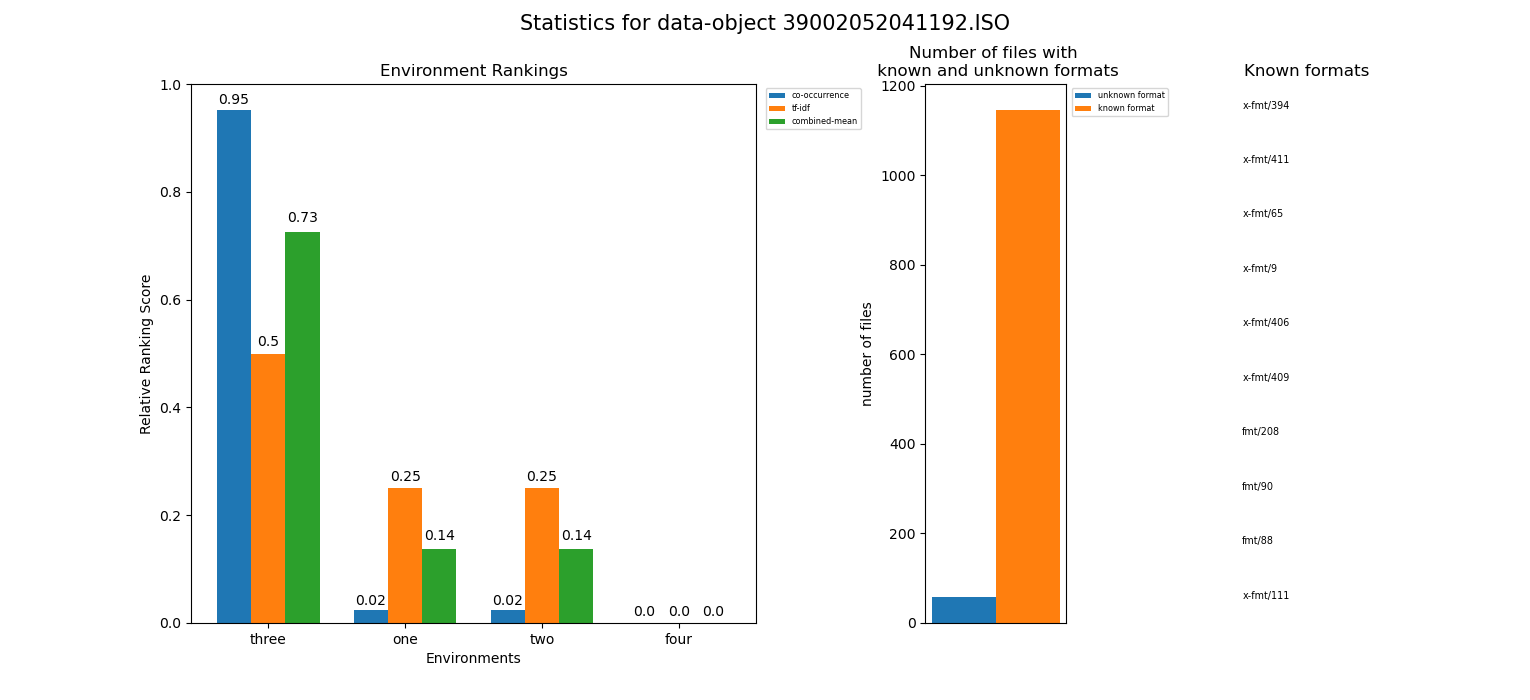 Statistics for data-object 39002052041192.ISO
Environment Rankings
1.0
0.8
0.6
0.4
0.2
0.0
Relative Ranking Score
0.95
0.5
0.73
0.02
0.25
0.14
0.02
0.25
0.14
0.0
0.0
0.0
three
one
two
four
Environments
co-occurrence
tf-idf
combined-mean
Number of files with
known and unknown formats
1200
1000
800
600
400
200
0
number of files
unknown format
known format
Known formats
x-fmt/394
x-fmt/411
x-fmt/65
x-fmt/9
x-fmt/406
x-fmt/409
fmt/208
fmt/90
fmt/88
x-fmt/111